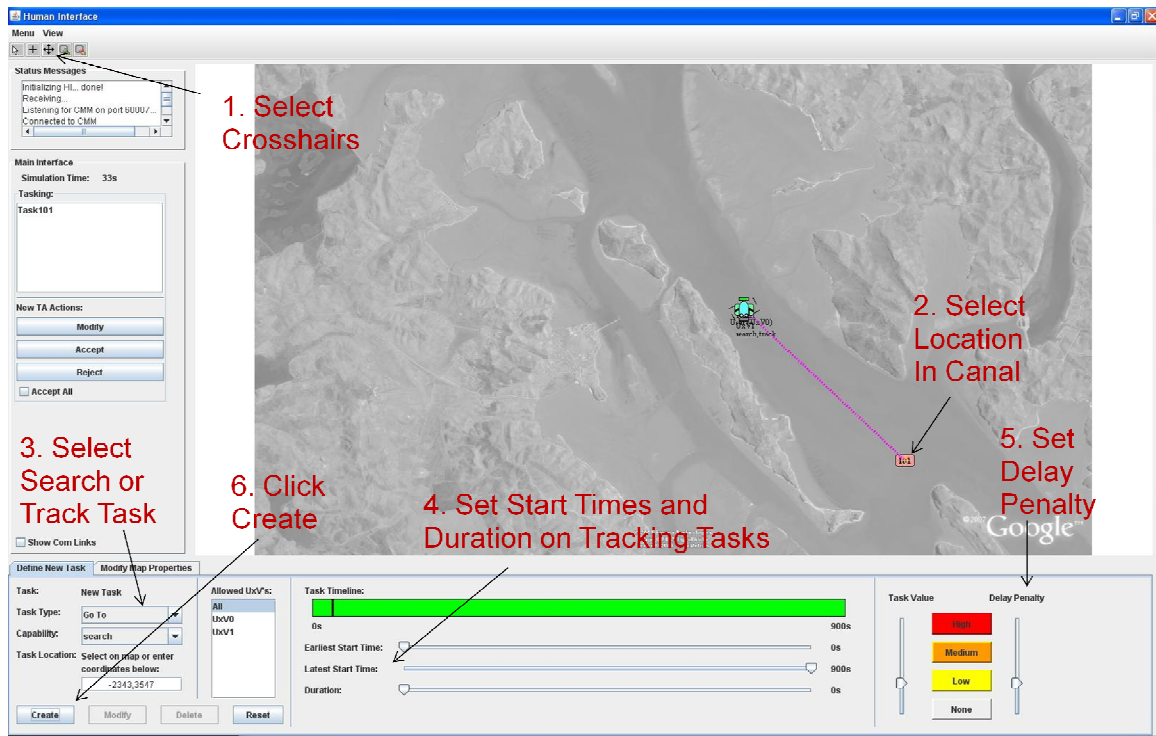 Human Interface
Menu View
Status Messages
Initializing HI... done!
Receiving...
Listening for CMM on port 60007...
Connected to CMM
1. Select
Crosshairs
Main Interface
Simulation Time: 33s
Tasking:
Task101
New TA Actions:
Modify
Accept
Reject
Accept All
2. Select
Location
In Canal
search,track
101
3. Select
Search or
Track Task
6. Click
Create
4. Set Start Times and
Duration on Tracking Tasks
5. Set
Delay
Penalty
©2007 Google™
Show Com Links
Define New Task Modify Map Properties
Task: New Task
Task Type: Go To
Capability: search
Task Location: Select on map or enter
coordinates below:
-2343,3547
Create Modify Delete Reset
Allowed UxV's:
All
UxV0
UxV1
Task Timeline:
0s 900s
Earliest Start Time: 0s
Latest Start Time: 900s
Duration: 0s
Task Value Delay Penalty
High
Medium
Low
None